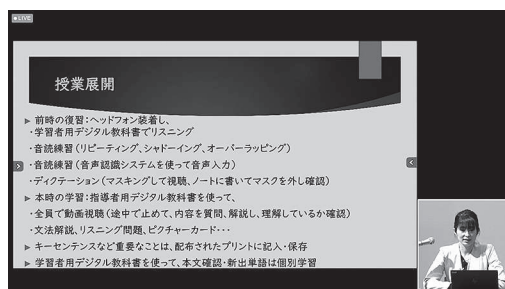 LIVE
授業展開
▶ 前時の復習:ヘッドフォン装着し、
・学習者用デジタル教科書でリスニング
・音読練習(リピーティング、シャドーイング、オーバーラッピング)
・音読練習(音声認識システムを使って音声入力)
・ディクテーション(マスキングして視聴、ノートに書いてマスクを外し確認)
▶ 本時の学習:指導者用デジタル教科書を使って、
・全員で動画視聴(途中で止めて、内容を質問、解説し、理解しているか確認)
・文法解説、リスニング問題、ピクチャーカード・・・
▶ キーセンテンスなど重要なことは、配布されたプリントに記入・保存
▶ 学習者用デジタル教科書を使って、本文確認・新出単語は個別学習